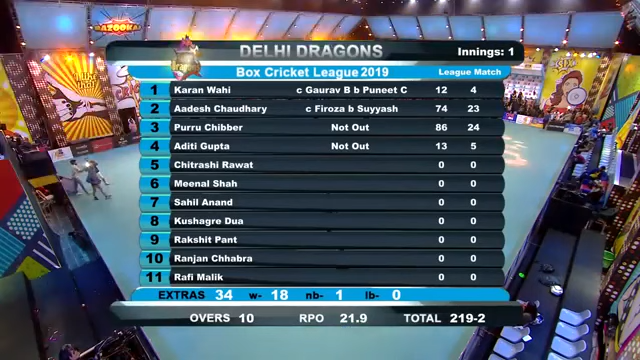 BAZOOKA
DELHI DRAGONS Innings: 1
Box Cricket League 2019 League Match
1 Karan Wahi c Gaurav B b Puneet C 12 4
2 Aadesh Chaudhary c Firoza b Suyyash 74 23
3 Purru Chibber Not Out 86 24
4 Aditi Gupta Not Out 13 5
5 Chitrashi Rawat 0 0
6 Meenal Shah 0 0
7 Sahil Anand 0 0
8 Kushagre Dua 0 0
9 Rakshit Pant 0 0
10 Ranjan Chhabra 0 0
11 Rafi Malik 0 0
EXTRAS 34 w- 18 nb- 1 lb- 0
OVERS 10 RPO 21.9 TOTAL 219-2